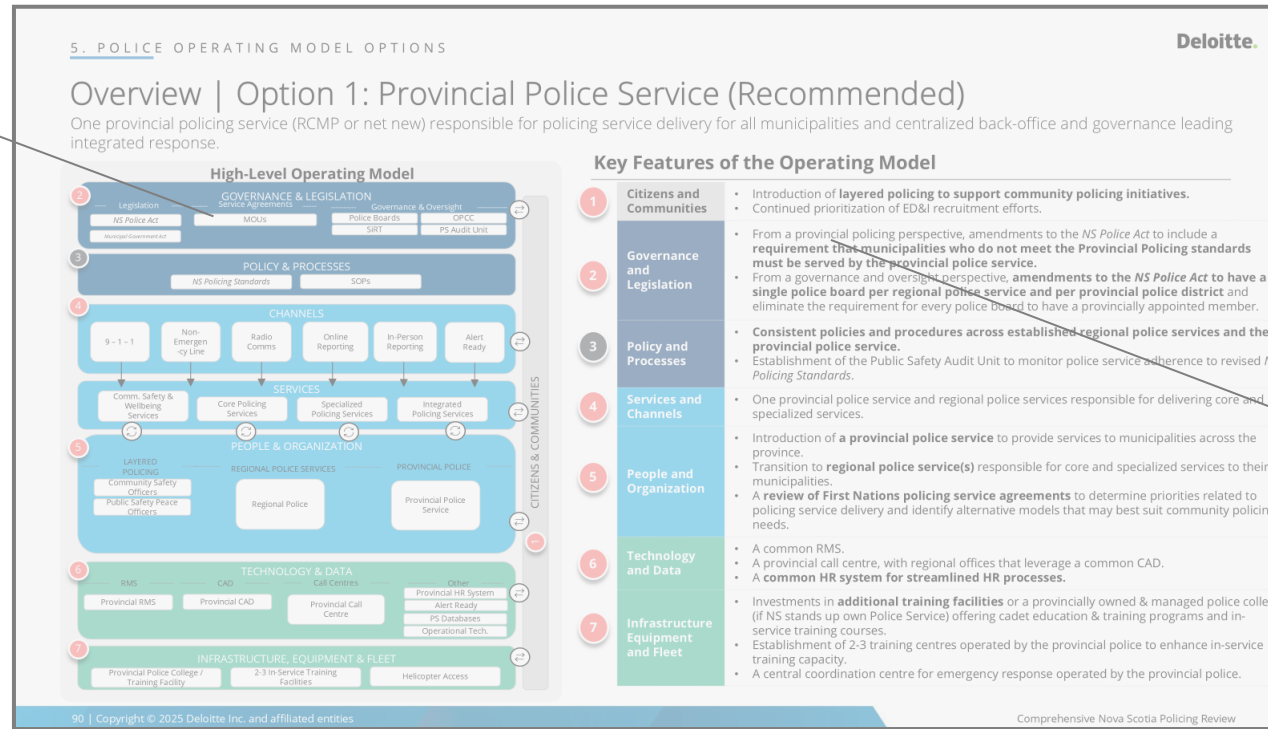 5. POLICE OPERATING MODEL OPTIONS
Deloitte.
Overview | Option 1: Provincial Police Service (Recommended)
One provincial policing service (RCMP or net new) responsible for policing service delivery for all municipalities and centralized back-office and governance leading
integrated response.
High-Level Operating Model
2
GOVERNANCE & LEGISLATION
Legislation
Service Agreements
Governance & Oversight
NS Police Act
MOUs
Police Boards
OPCC
Municipal Government Act
SIRT
PS Audit Unit
3
POLICY & PROCESSES
NS Policing Standards
SOPs
4
CHANNELS
9 – 1 – 1
Non-
Emergen
-cy Line
Radio
Comms
Online
Reporting
In-Person
Reporting
Alert
Ready
SERVICES
Comm. Safety &
Wellbeing
Services
Core Policing
Services
Specialized
Policing Services
Integrated
Policing Services
5
PEOPLE & ORGANIZATION
LAYERED
POLICING
Community Safety
Officers
Public Safety Peace
Officers
REGIONAL POLICE SERVICES
Regional Police
PROVINCIAL POLICE
Provincial Police
Service
CITIZENS & COMMUNITIES
1
6
TECHNOLOGY & DATA
RMS
CAD
Call Centres
Other
Provincial RMS
Provincial CAD
Provincial Call
Centre
Provincial HR System
Alert Ready
PS Databases
Operational Tech.
7
INFRASTRUCTURE, EQUIPMENT & FLEET
Provincial Police College /
Training Facility
2-3 In-Service Training
Facilities
Helicopter Access
Key Features of the Operating Model
1
Citizens and
Communities
• Introduction of layered policing to support community policing initiatives.
• Continued prioritization of ED&I recruitment efforts.
2
Governance
and
Legislation
• From a provincial policing perspective, amendments to the NS Police Act to include a
requirement that municipalities who do not meet the Provincial Policing standards
must be served by the provincial police service.
• From a governance and oversight perspective, amendments to the NS Police Act to have a
single police board per regional police service and per provincial police district and
eliminate the requirement for every police board to have a provincially appointed member.
3
Policy and
Processes
• Consistent policies and procedures across established regional police services and the
provincial police service.
• Establishment of the Public Safety Audit Unit to monitor police service adherence to revised
Policing Standards.
4
Services and
Channels
• One provincial police service and regional police services responsible for delivering core and
specialized services.
5
People and
Organization
• Introduction of a provincial police service to provide services to municipalities across the
province.
• Transition to regional police service(s) responsible for core and specialized services to their
municipalities.
• A review of First Nations policing service agreements to determine priorities related to
policing service delivery and identify alternative models that may best suit community policin
needs.
6
Technology
and Data
• A common RMS.
• A provincial call centre, with regional offices that leverage a common CAD.
• A common HR system for streamlined HR processes.
7
Infrastructure
Equipment
and Fleet
• Investments in additional training facilities or a provincially owned & managed police colle
(if NS stands up own Police Service) offering cadet education & training programs and in-
service training courses.
• Establishment of 2-3 training centres operated by the provincial police to enhance in-service
training capacity.
• A central coordination centre for emergency response operated by the provincial police.
90 | Copyright © 2025 Deloitte Inc. and affiliated entities
Comprehensive Nova Scotia Policing Review